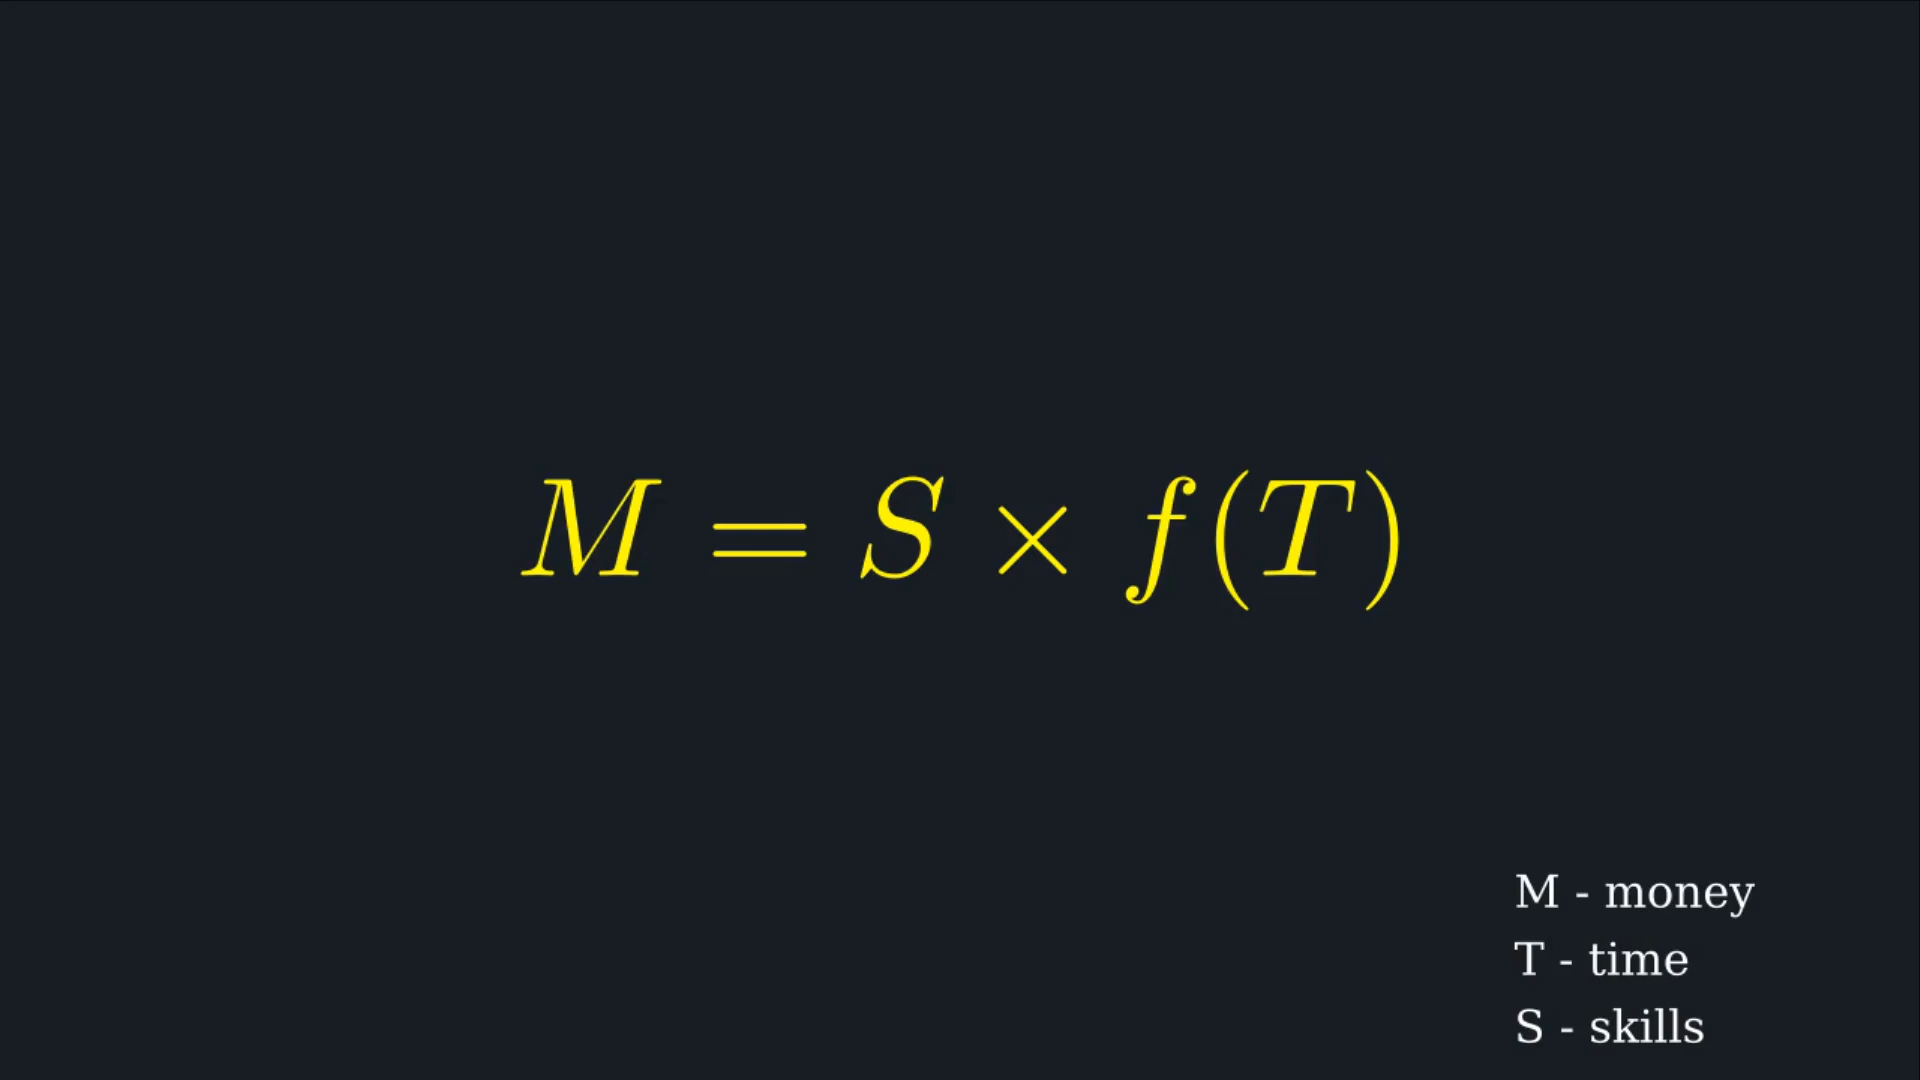 M = S × f(T)
M - money
T - time
S - skills